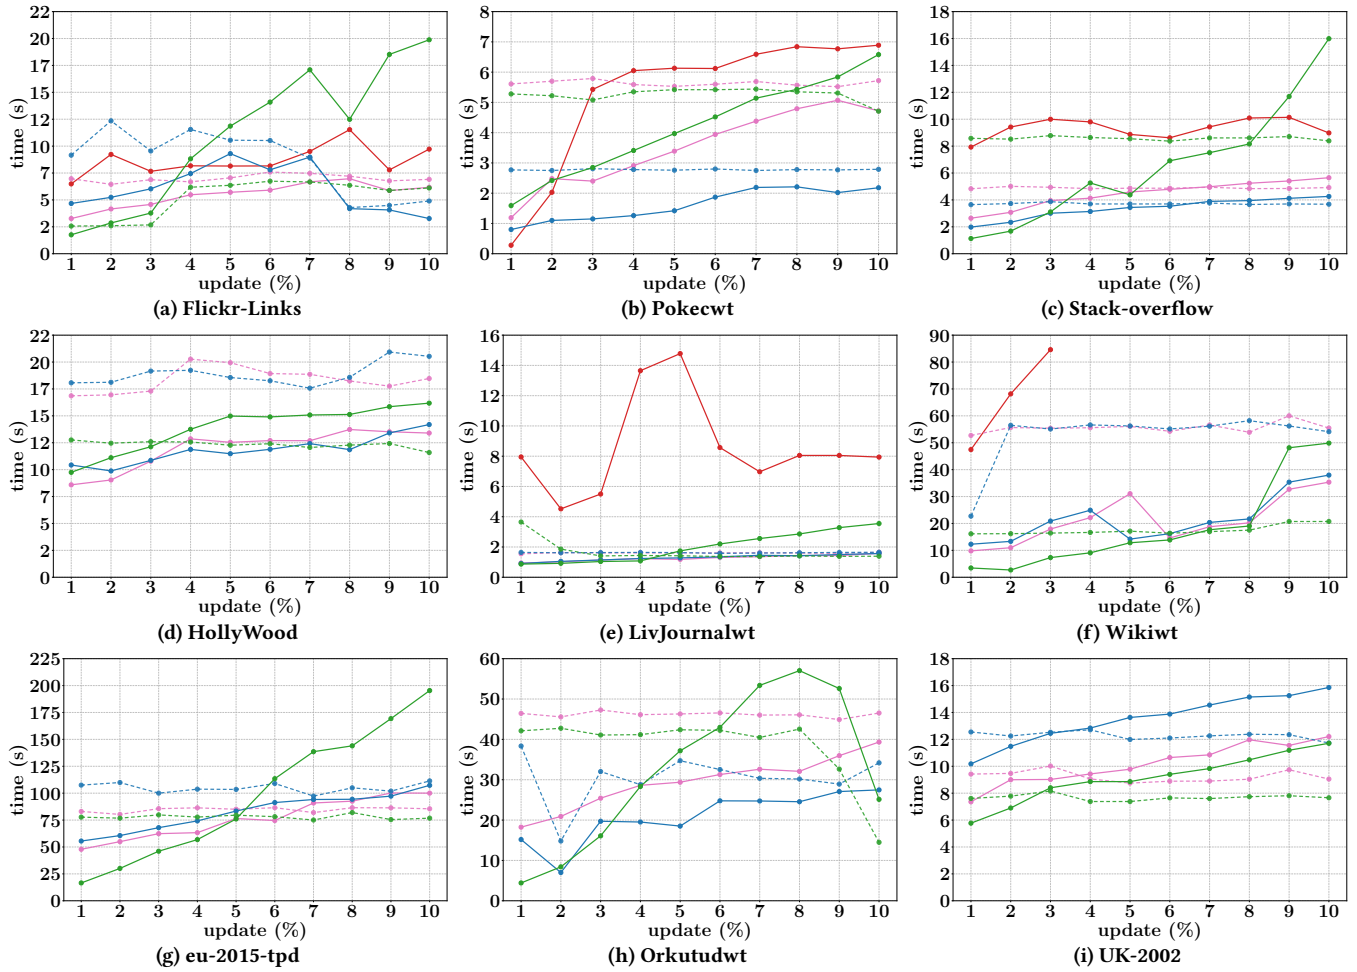 22
20
17
15
12
10
7
5
2
0
time (s)
1 2 3 4 5 6 7 8 9 10
update (%)
(a) Flickr-Links
8
7
6
5
4
3
2
1
0
time (s)
1 2 3 4 5 6 7 8 9 10
update (%)
(b) Pokecwt
18
16
14
12
10
8
6
4
2
0
time (s)
1 2 3 4 5 6 7 8 9 10
update (%)
(c) Stack-overflow
22
20
17
15
12
10
7
5
2
0
time (s)
1 2 3 4 5 6 7 8 9 10
update (%)
(d) HollyWood
16
14
12
10
8
6
4
2
0
time (s)
1 2 3 4 5 6 7 8 9 10
update (%)
(e) LivJournalwt
90
80
70
60
50
40
30
20
10
0
time (s)
1 2 3 4 5 6 7 8 9 10
update (%)
(f) Wikiwt
225
200
175
150
125
100
75
50
25
0
time (s)
1 2 3 4 5 6 7 8 9 10
update (%)
(g) eu-2015-tpd
60
50
40
30
20
10
0
time (s)
1 2 3 4 5 6 7 8 9 10
update (%)
(h) Orkutudwt
18
16
14
12
10
8
6
4
2
0
time (s)
1 2 3 4 5 6 7 8 9 10
update (%)
(i) UK-2002